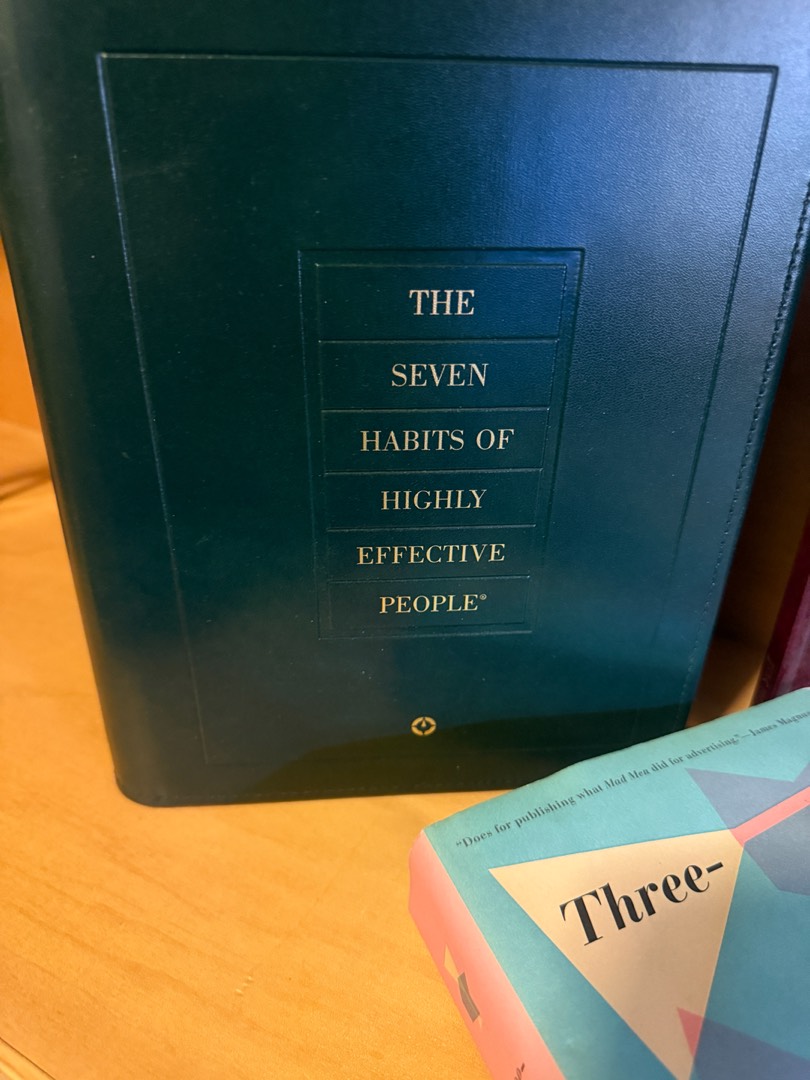 THE
SEVEN
HABITS OF
HIGHLY
EFFECTIVE
PEOPLE®
"Does for publishing what Mad Men did for advertising."—James
Three-